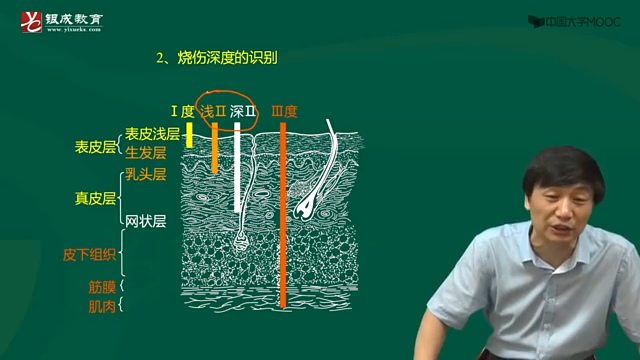 银成教育
www.yixueks.com
中国大学MOOC
2、烧伤深度的识别
Ⅰ度 浅Ⅱ 深Ⅱ Ⅲ度
表皮层
表皮浅层
生发层
真皮层
乳头层
网状层
皮下组织
筋膜
肌肉